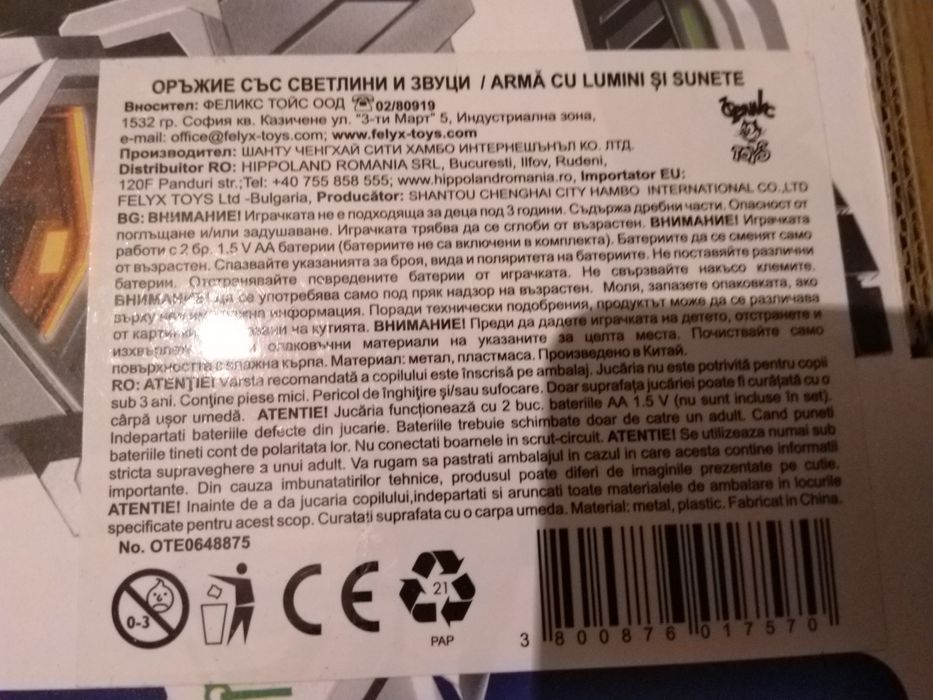 ОРЪЖИЕ СЪС СВЕТЛИНИ И ЗВУЦИ / ARMĂ CU LUMINI ȘI SUNETE
Вносител: ФЕЛИКС ТОЙС ООД ☎02/80919
1532 гр. София кв. Казичене ул. "3-ти Март" 5, Индустриална зона,
e-mail: office@felyx-toys.com; www.felyx-toys.com
Производител: ШАНТУ ЧЕНГХАЙ СИТИ ХАМБО ИНТЕРНЕШЪНЪЛ КО. ЛТД.
Distribuitor RO: HIPPOLAND ROMANIA SRL, Bucuresti, Ilfov, Rudeni,
120F Panduri str.;Tel: +40 755 858 555; www.hippolandromania.ro, Importator EU:
FELYX TOYS Ltd -Bulgaria, Producător: SHANTOU CHENGHAI CITY HAMBO INTERNATIONAL CO.,LTD
BG: ВНИМАНИЕ! Играчката не е подходяща за деца под 3 години. Съдържа дребни части. Опасност от
поглъщане и/или задушаване. Играчката трябва да се сглоби от възрастен. ВНИМАНИЕ! Играчката
работи с 2 бр. 1.5 V AA батерии (батериите не са включени в комплекта). Батериите да се сменят само
от възрастен. Спазвайте указанията за броя, вида и поляритета на батериите. Не поставяйте различни
батерии. Отстранявайте повредените батерии от играчката. Не свързвайте накъсо клемите.
ВНИМАНИЕ! Да се употребява само под пряк надзор на възрастен. Моля, запазете опаковката, ако
върху информация. Поради технически подобрения, продуктът може да се различава
от на кутията. ВНИМАНИЕ! Преди да дадете играчката на детето, отстранете и
опаковъчни материали на указаните за целта места. Почиствайте само
повърхността с влажна кърпа. Материал: метал, пластмаса. Произведено в Китай.
RO: ATENȚIE! Varsta recomandată a copilului este înscrisă pe ambalaj. Jucăria nu este potrivită pentru copii
sub 3 ani. Conține piese mici. Pericol de înghițire și/sau sufocare. Doar suprafața jucăriei poate fi curățată cu o
cârpă ușor umedă. ATENTIE! Jucăria funcționează cu 2 buc. bateriile AA 1.5 V (nu sunt incluse în set).
Indepartati bateriile defecte din jucarie. Bateriile trebuie schimbate doar de catre un adult. Cand puneti
bateriile tineti cont de polaritatea lor. Nu conectati boarnele in scrut-circuit. ATENTIE! Se utilizeaza numai sub
stricta supraveghere a unui adult. Va rugam sa pastrati ambalajul in cazul in care acesta contine informatii
importante. Din cauza imbunatatirilor tehnice, produsul poate diferi de imaginile prezentate pe cutie.
ATENTIE! Inainte de a da jucaria copilului,indepartati si aruncati toate materialele de ambalare in locurile
specificate pentru acest scop. Curatati suprafata cu o carpa umeda. Material: metal, plastic. Fabricat in China.
No. OTE0648875
0-3
CE
21
PAP
3 800876 017570